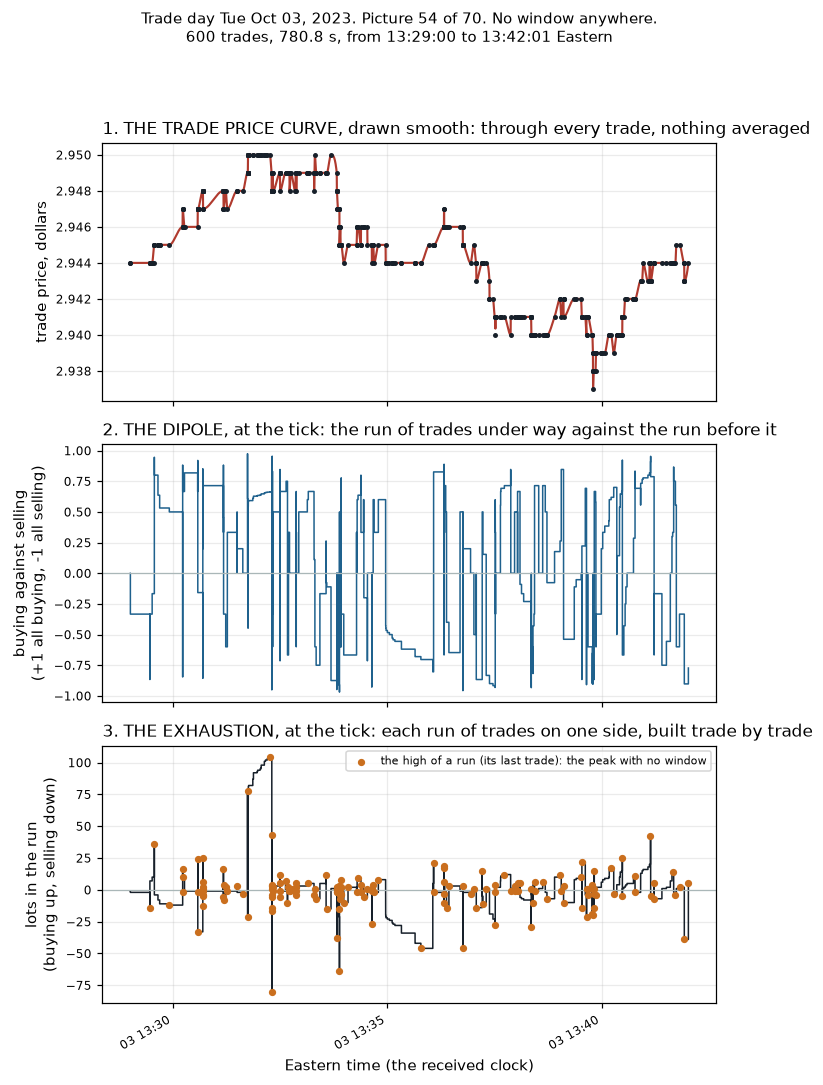 Trade day Tue Oct 03, 2023. Picture 54 of 70. No window anywhere.
600 trades, 780.8 s, from 13:29:00 to 13:42:01 Eastern
1. THE TRADE PRICE CURVE, drawn smooth: through every trade, nothing averaged
trade price, dollars
2.950
2.948
2.946
2.944
2.942
2.940
2.938
2. THE DIPOLE, at the tick: the run of trades under way against the run before it
buying against selling
(+1 all buying, -1 all selling)
1.00
0.75
0.50
0.25
0.00
−0.25
−0.50
−0.75
−1.00
3. THE EXHAUSTION, at the tick: each run of trades on one side, built trade by trade
lots in the run
(buying up, selling down)
100
75
50
25
0
−25
−50
−75
the high of a run (its last trade): the peak with no window
03 13:30
03 13:35
03 13:40
Eastern time (the received clock)